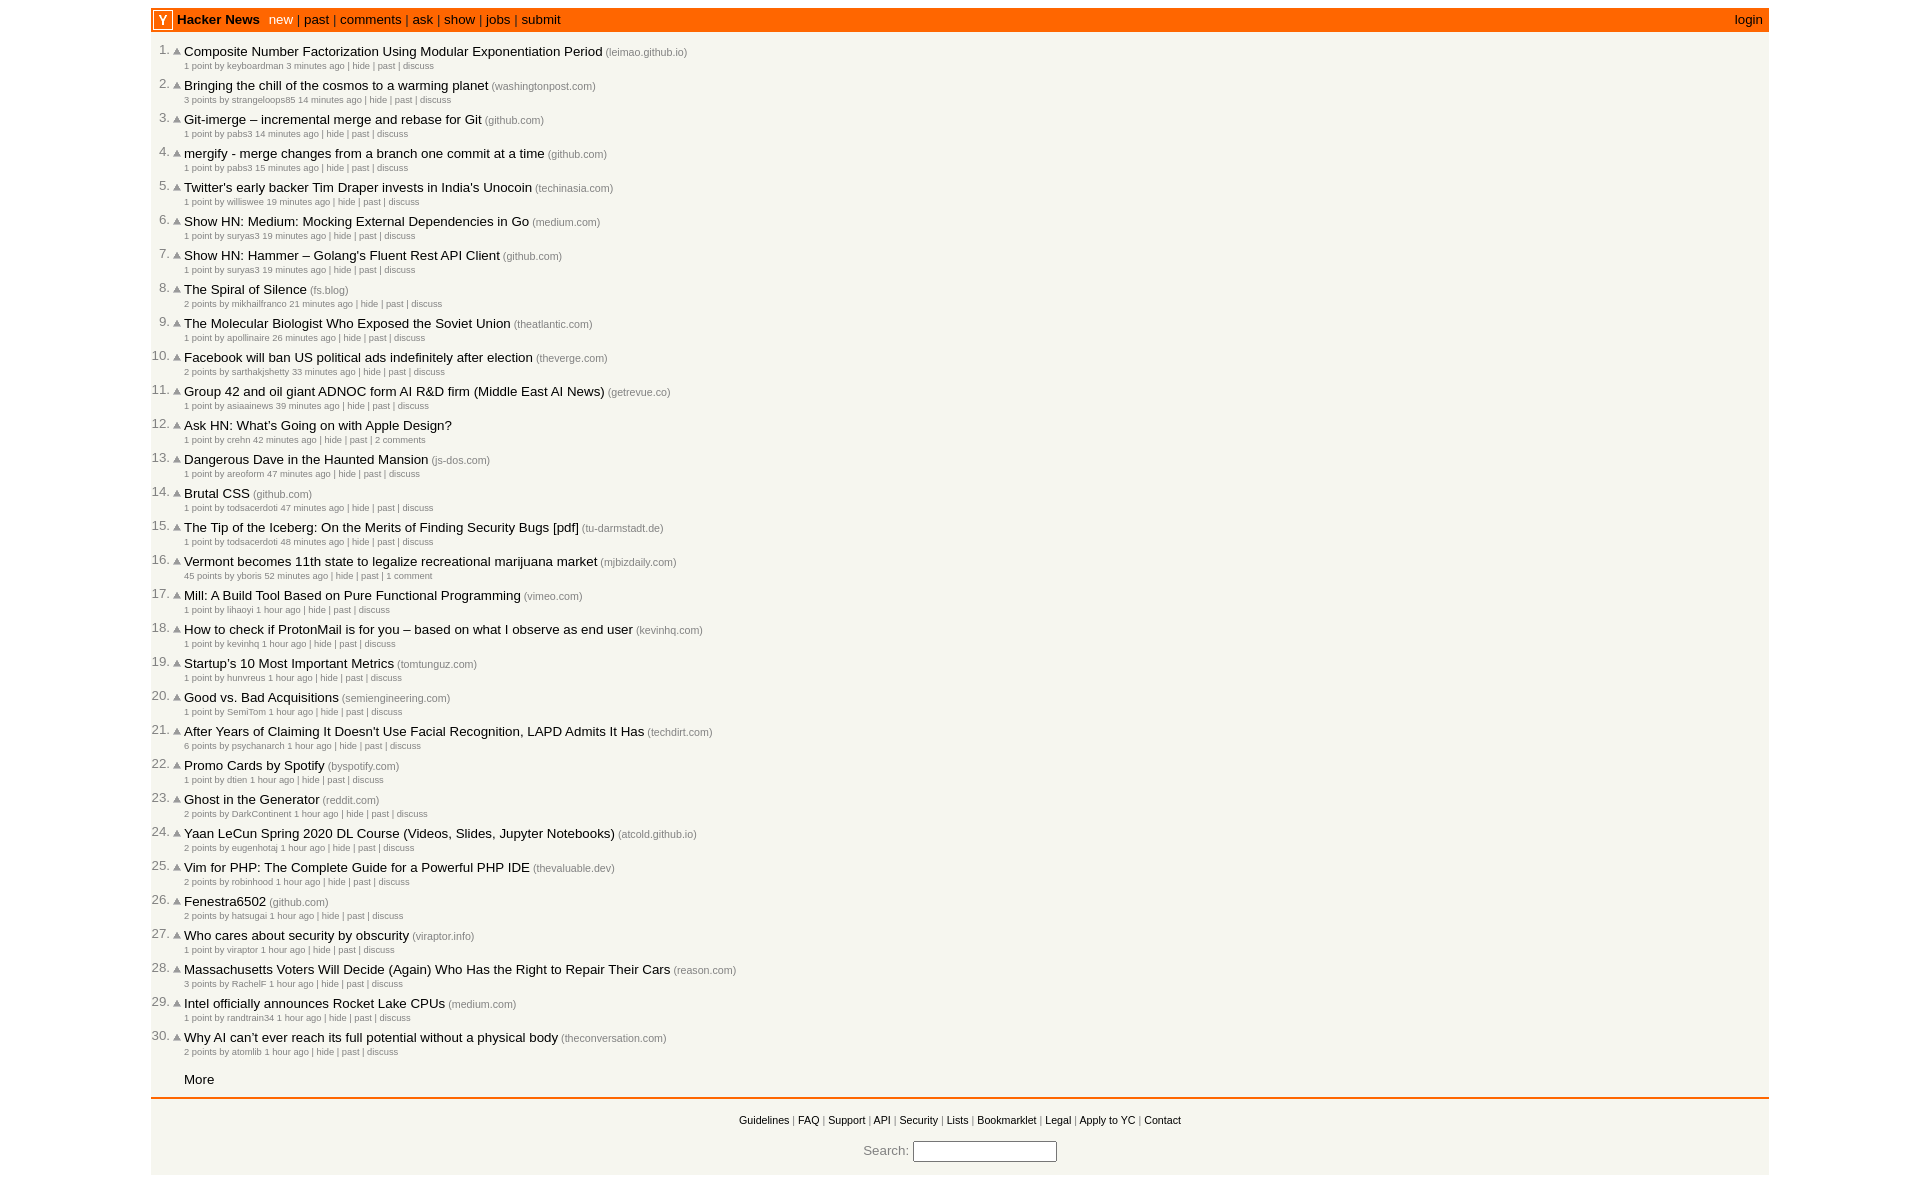 Y Hacker News new | past | comments | ask | show | jobs | submit login
1. Composite Number Factorization Using Modular Exponentiation Period (leimao.github.io)
1 point by keyboardman 3 minutes ago | hide | past | discuss
2. Bringing the chill of the cosmos to a warming planet (washingtonpost.com)
3 points by strangeloops85 14 minutes ago | hide | past | discuss
3. Git-imerge – incremental merge and rebase for Git (github.com)
1 point by pabs3 14 minutes ago | hide | past | discuss
4. mergify - merge changes from a branch one commit at a time (github.com)
1 point by pabs3 15 minutes ago | hide | past | discuss
5. Twitter's early backer Tim Draper invests in India's Unocoin (techinasia.com)
1 point by williswee 19 minutes ago | hide | past | discuss
6. Show HN: Medium: Mocking External Dependencies in Go (medium.com)
1 point by suryas3 19 minutes ago | hide | past | discuss
7. Show HN: Hammer – Golang's Fluent Rest API Client (github.com)
1 point by suryas3 19 minutes ago | hide | past | discuss
8. The Spiral of Silence (fs.blog)
2 points by mikhailfranco 21 minutes ago | hide | past | discuss
9. The Molecular Biologist Who Exposed the Soviet Union (theatlantic.com)
1 point by apollinaire 26 minutes ago | hide | past | discuss
10. Facebook will ban US political ads indefinitely after election (theverge.com)
2 points by sarthakjshetty 33 minutes ago | hide | past | discuss
11. Group 42 and oil giant ADNOC form AI R&D firm (Middle East AI News) (getrevue.co)
1 point by asiaainews 39 minutes ago | hide | past | discuss
12. Ask HN: What's Going on with Apple Design?
1 point by crehn 42 minutes ago | hide | past | 2 comments
13. Dangerous Dave in the Haunted Mansion (js-dos.com)
1 point by areoform 47 minutes ago | hide | past | discuss
14. Brutal CSS (github.com)
1 point by todsacerdoti 47 minutes ago | hide | past | discuss
15. The Tip of the Iceberg: On the Merits of Finding Security Bugs [pdf] (tu-darmstadt.de)
1 point by todsacerdoti 48 minutes ago | hide | past | discuss
16. Vermont becomes 11th state to legalize recreational marijuana market (mjbizdaily.com)
45 points by yboris 52 minutes ago | hide | past | 1 comment
17. Mill: A Build Tool Based on Pure Functional Programming (vimeo.com)
1 point by lihaoyi 1 hour ago | hide | past | discuss
18. How to check if ProtonMail is for you – based on what I observe as end user (kevinhq.com)
1 point by kevinhq 1 hour ago | hide | past | discuss
19. Startup's 10 Most Important Metrics (tomtunguz.com)
1 point by hunvreus 1 hour ago | hide | past | discuss
20. Good vs. Bad Acquisitions (semiengineering.com)
1 point by SemiTom 1 hour ago | hide | past | discuss
21. After Years of Claiming It Doesn't Use Facial Recognition, LAPD Admits It Has (techdirt.com)
6 points by psychanarch 1 hour ago | hide | past | discuss
22. Promo Cards by Spotify (byspotify.com)
1 point by dtien 1 hour ago | hide | past | discuss
23. Ghost in the Generator (reddit.com)
2 points by DarkContinent 1 hour ago | hide | past | discuss
24. Yaan LeCun Spring 2020 DL Course (Videos, Slides, Jupyter Notebooks) (atcold.github.io)
2 points by eugenhotaj 1 hour ago | hide | past | discuss
25. Vim for PHP: The Complete Guide for a Powerful PHP IDE (thevaluable.dev)
2 points by robinhood 1 hour ago | hide | past | discuss
26. Fenestra6502 (github.com)
2 points by hatsugai 1 hour ago | hide | past | discuss
27. Who cares about security by obscurity (viraptor.info)
1 point by viraptor 1 hour ago | hide | past | discuss
28. Massachusetts Voters Will Decide (Again) Who Has the Right to Repair Their Cars (reason.com)
3 points by RachelF 1 hour ago | hide | past | discuss
29. Intel officially announces Rocket Lake CPUs (medium.com)
1 point by randtrain34 1 hour ago | hide | past | discuss
30. Why AI can't ever reach its full potential without a physical body (theconversation.com)
2 points by atomlib 1 hour ago | hide | past | discuss
More
Guidelines | FAQ | Support | API | Security | Lists | Bookmarklet | Legal | Apply to YC | Contact
Search: